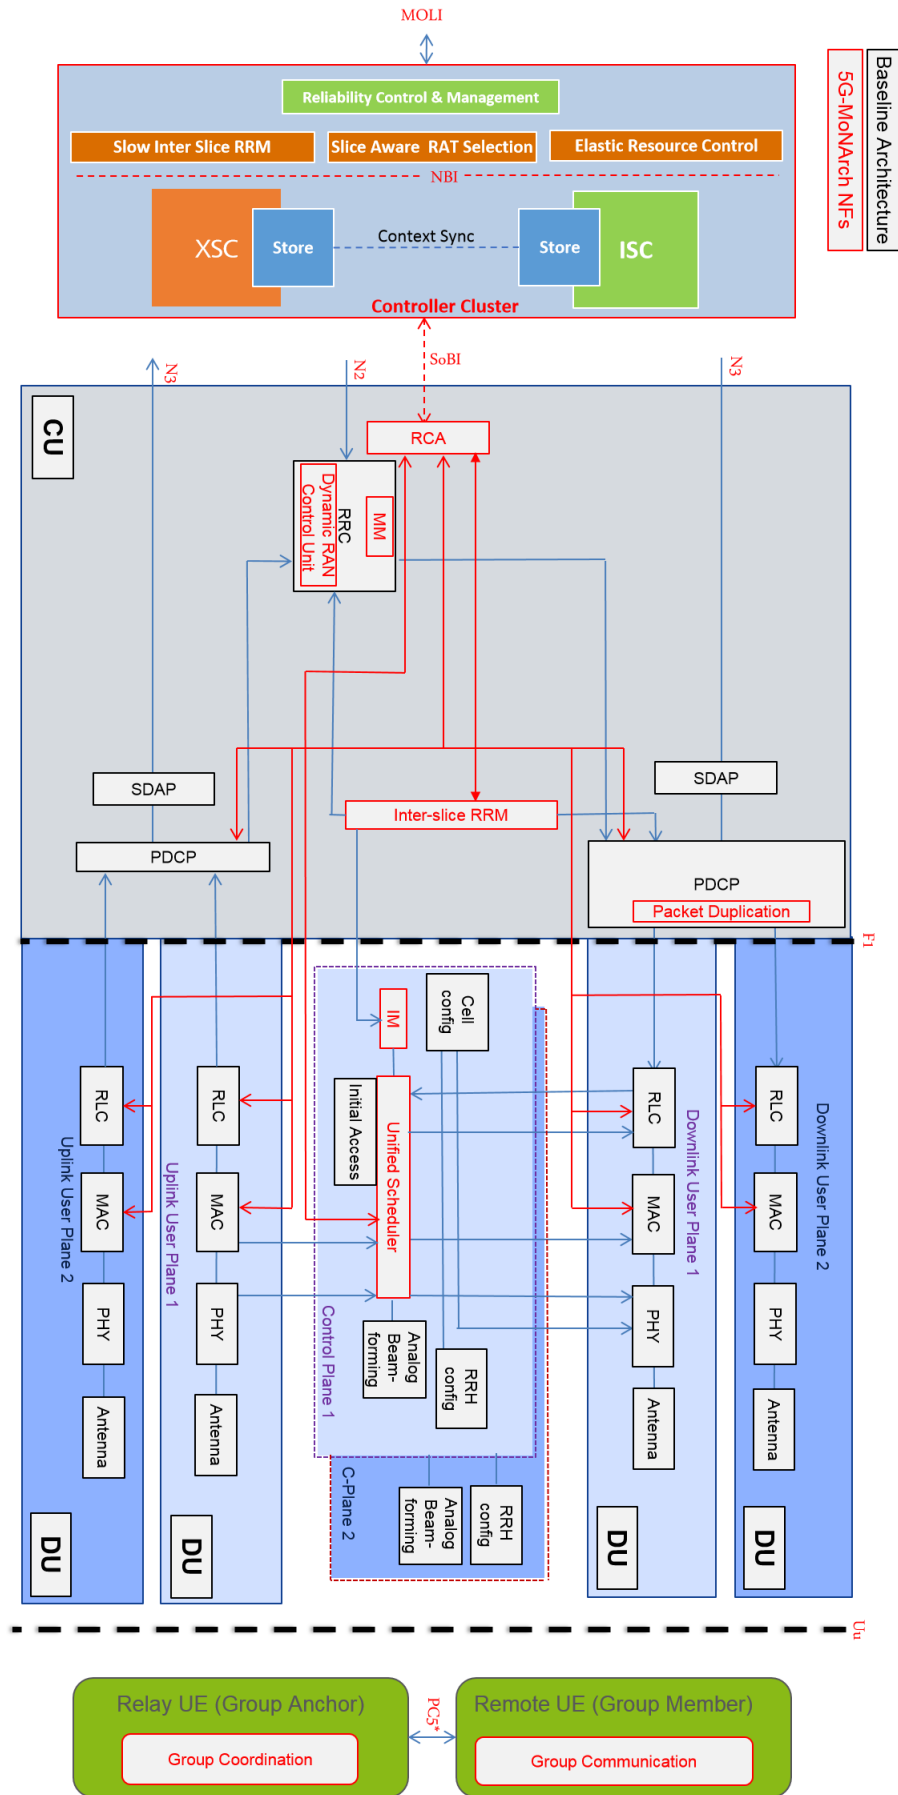 MOLI
Baseline Architecture
5G-MoNArch NFs
Reliability Control & Management
Slow Inter Slice RRM
Slice Aware RAT Selection
Elastic Resource Control
NBI
XSC
Store
Context Sync
Store
ISC
Controller Cluster
SoBI
N3
N2
N3
CU
RCA
MM
RRC
Dynamic RAN
Control Unit
SDAP
SDAP
Inter-slice RRM
PDCP
PDCP
Packet Duplication
F1
IM
Cell
config
Initial Access
Unified Scheduler
RLC
RLC
RLC
RLC
Uplink User Plane 2
Uplink User Plane 1
Downlink User Plane 1
Downlink User Plane 2
MAC
MAC
MAC
MAC
PHY
PHY
PHY
PHY
Control Plane 1
Analog
Beam-
forming
RRH
config
Antenna
Antenna
Antenna
Antenna
C-Plane 2
Analog
Beam-
forming
RRH
config
DU
DU
DU
DU
Uu
Relay UE (Group Anchor)
Group Coordination
PC5*
Remote UE (Group Member)
Group Communication